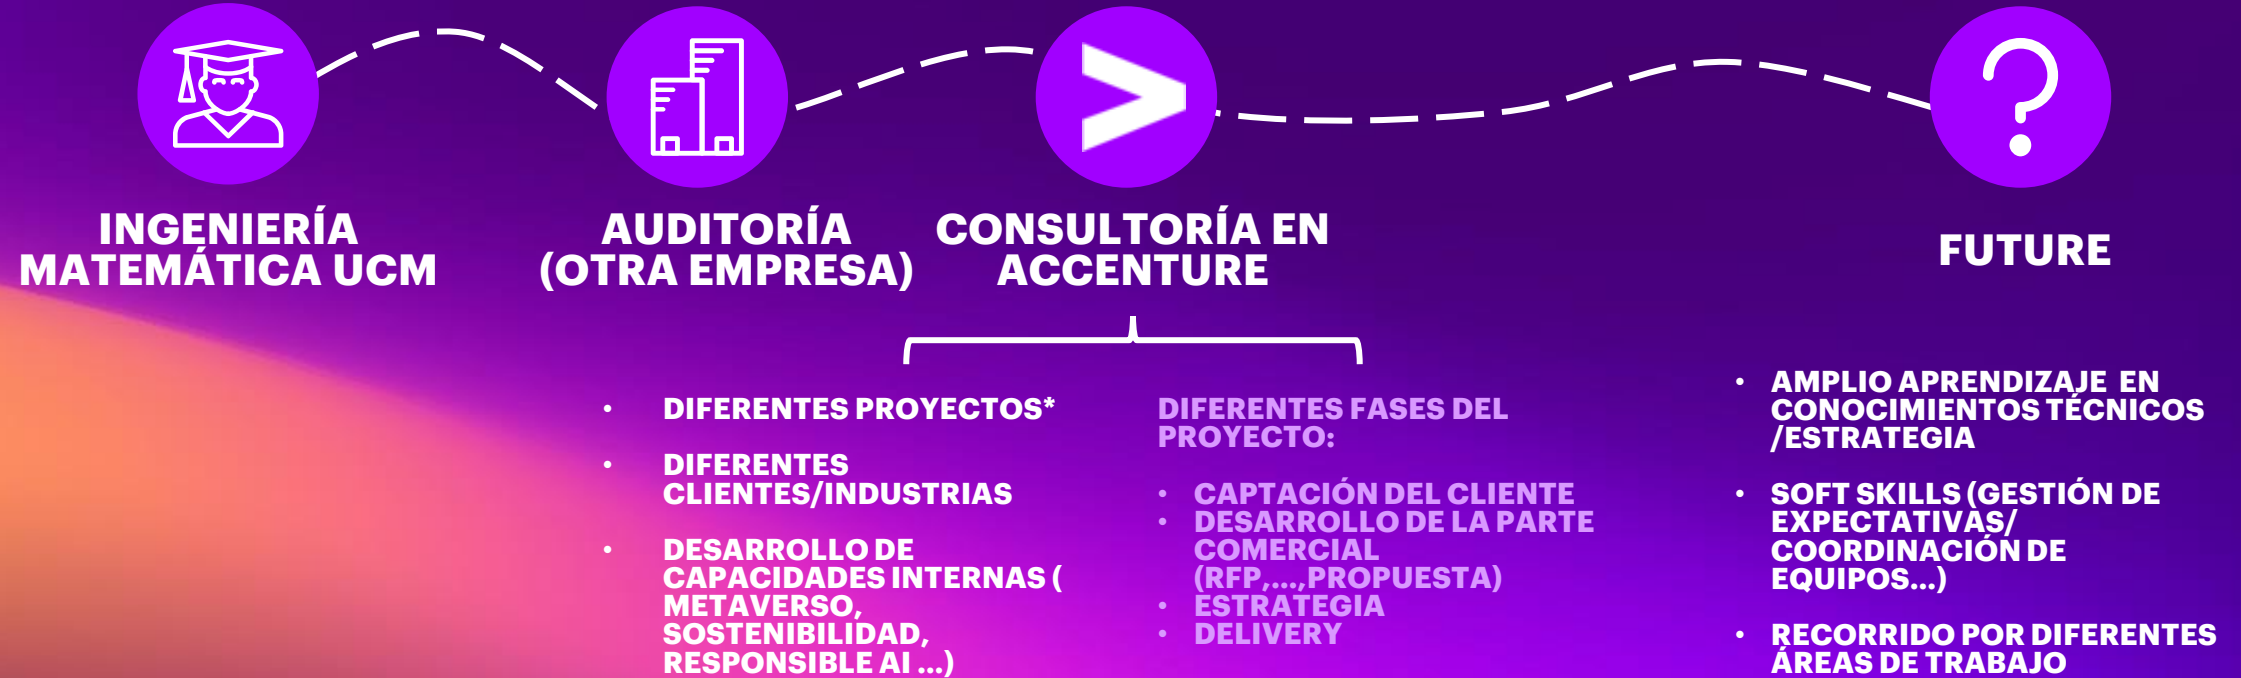 INGENIERÍA
MATEMÁTICA UCM
AUDITORÍA
(OTRA EMPRESA)
CONSULTORÍA EN
ACCENTURE
FUTURE
• DIFERENTES PROYECTOS*
• DIFERENTES
CLIENTES/INDUSTRIAS
• DESARROLLO DE
CAPACIDADES INTERNAS (
METAVERSO,
SOSTENIBILIDAD,
RESPONSIBLE AI ...)
DIFERENTES FASES DEL
PROYECTO:
• CAPTACIÓN DEL CLIENTE
• DESARROLLO DE LA PARTE
COMERCIAL
(RFP,...,PROPUESTA)
• ESTRATEGIA
• DELIVERY
• AMPLIO APRENDIZAJE EN
CONOCIMIENTOS TÉCNICOS
/ESTRATEGIA
• SOFT SKILLS (GESTIÓN DE
EXPECTATIVAS/
COORDINACIÓN DE
EQUIPOS...)
• RECORRIDO POR DIFERENTES
ÁREAS DE TRABAJO